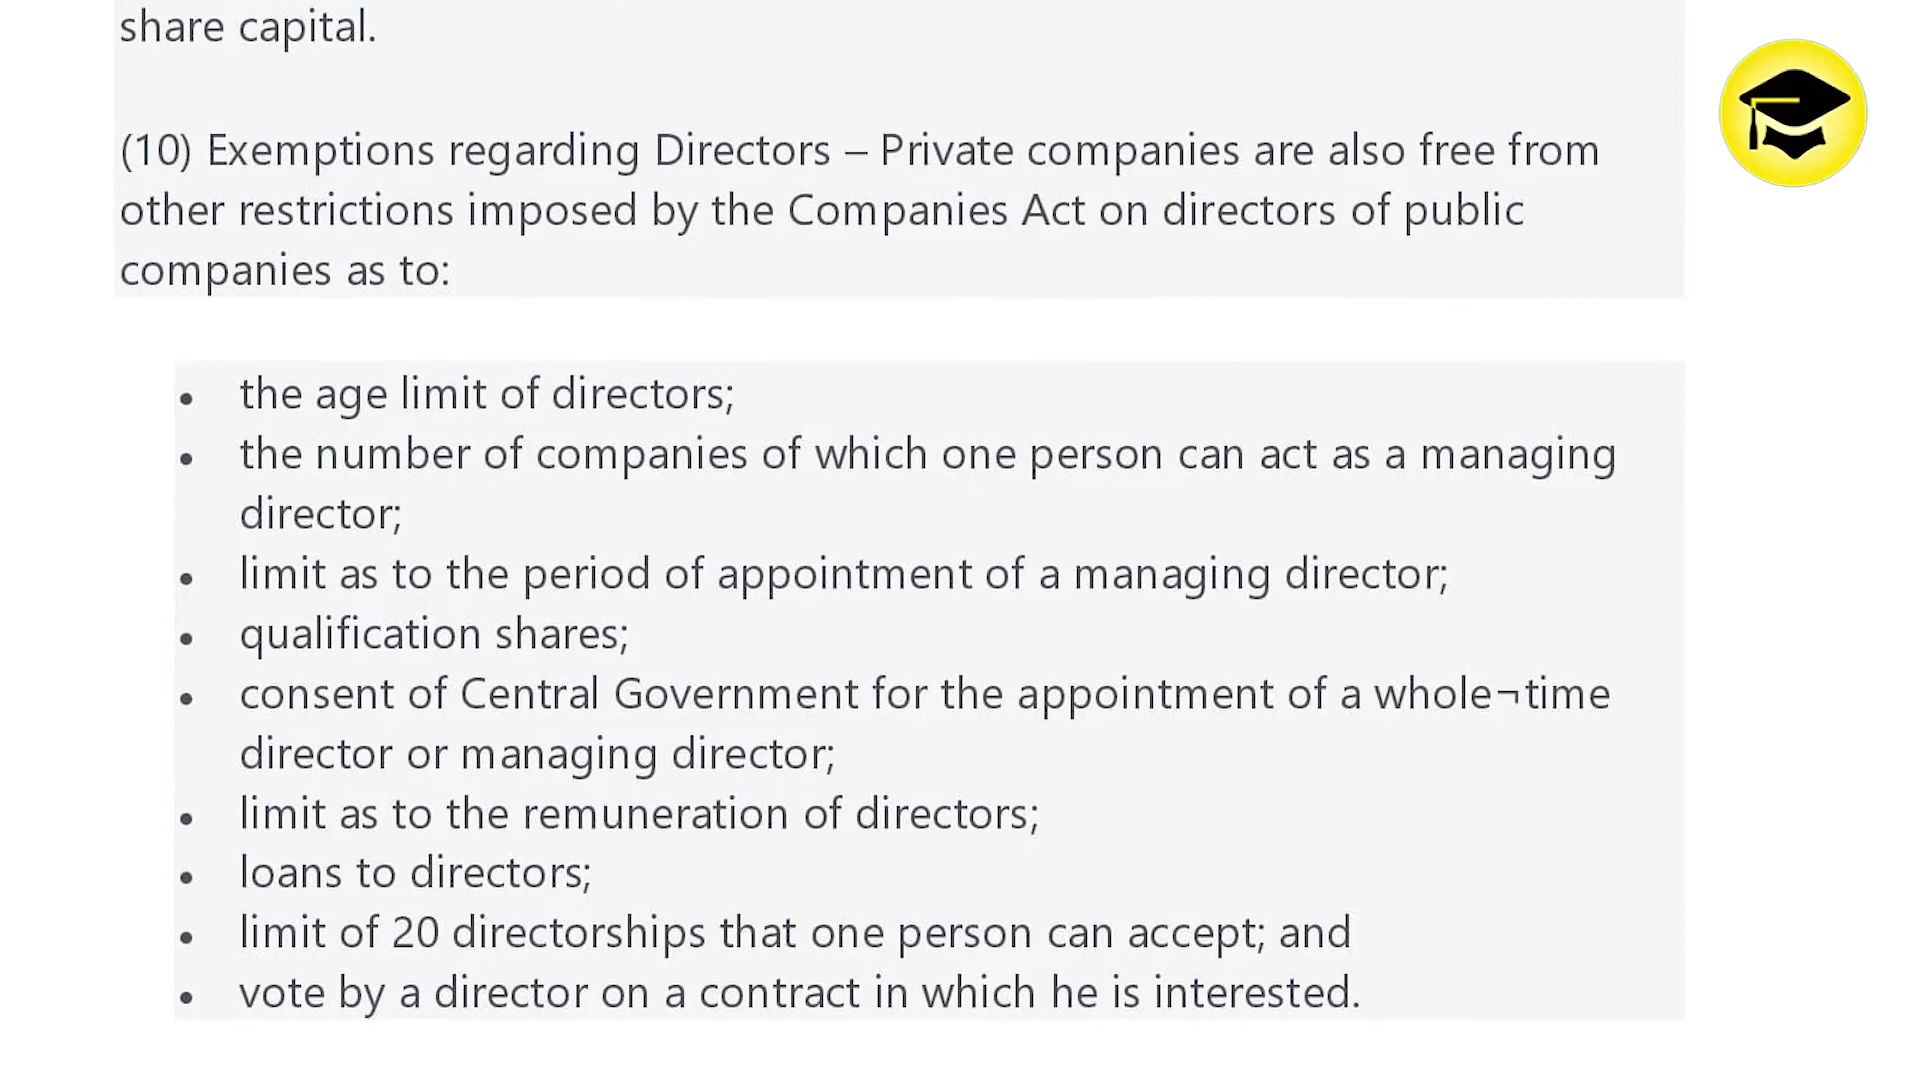 share capital.
(10) Exemptions regarding Directors – Private companies are also free from
other restrictions imposed by the Companies Act on directors of public
companies as to:
• the age limit of directors;
• the number of companies of which one person can act as a managing
director;
• limit as to the period of appointment of a managing director;
• qualification shares;
• consent of Central Government for the appointment of a whole¬time
director or managing director;
• limit as to the remuneration of directors;
• loans to directors;
• limit of 20 directorships that one person can accept; and
• vote by a director on a contract in which he is interested.